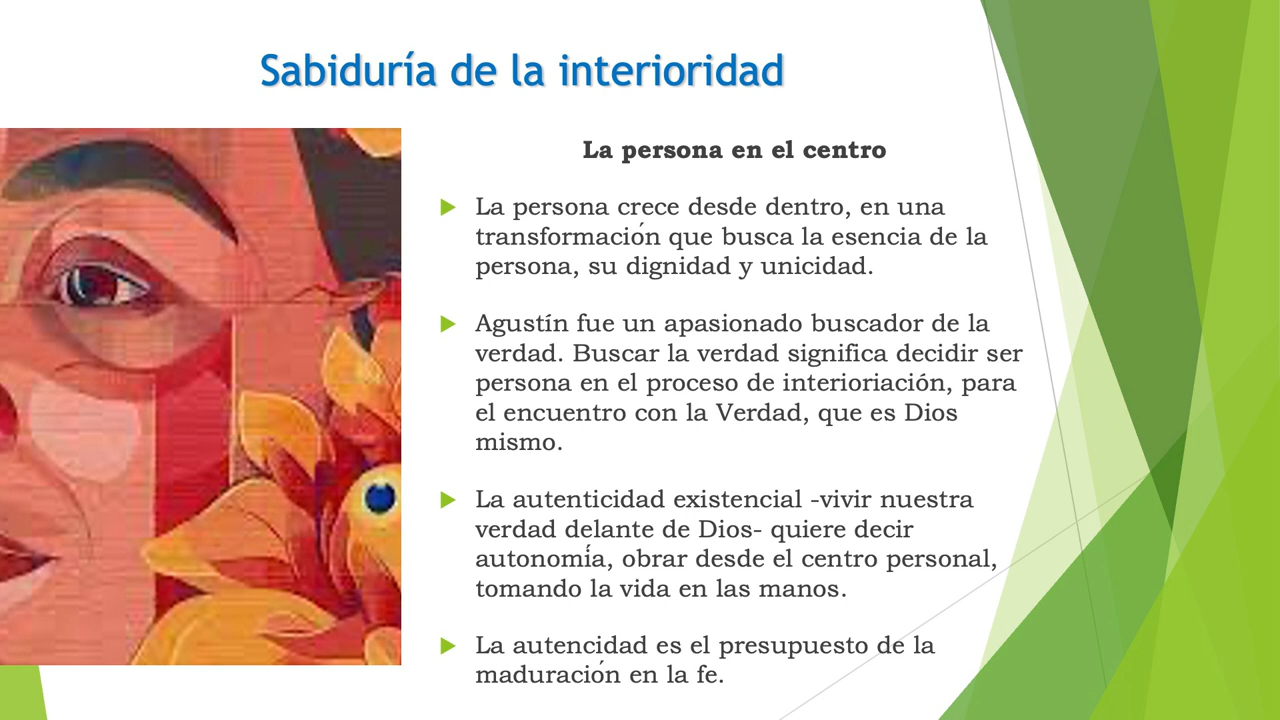 Sabiduría de la interioridad
La persona en el centro
La persona crece desde dentro, en una
transformación que busca la esencia de la
persona, su dignidad y unicidad.
Agustín fue un apasionado buscador de la
verdad. Buscar la verdad significa decidir ser
persona en el proceso de interioriación, para
el encuentro con la Verdad, que es Dios
mismo.
La autenticidad existencial -vivir nuestra
verdad delante de Dios- quiere decir
autonomía, obrar desde el centro personal,
tomando la vida en las manos.
La autencidad es el presupuesto de la
maduración en la fe.